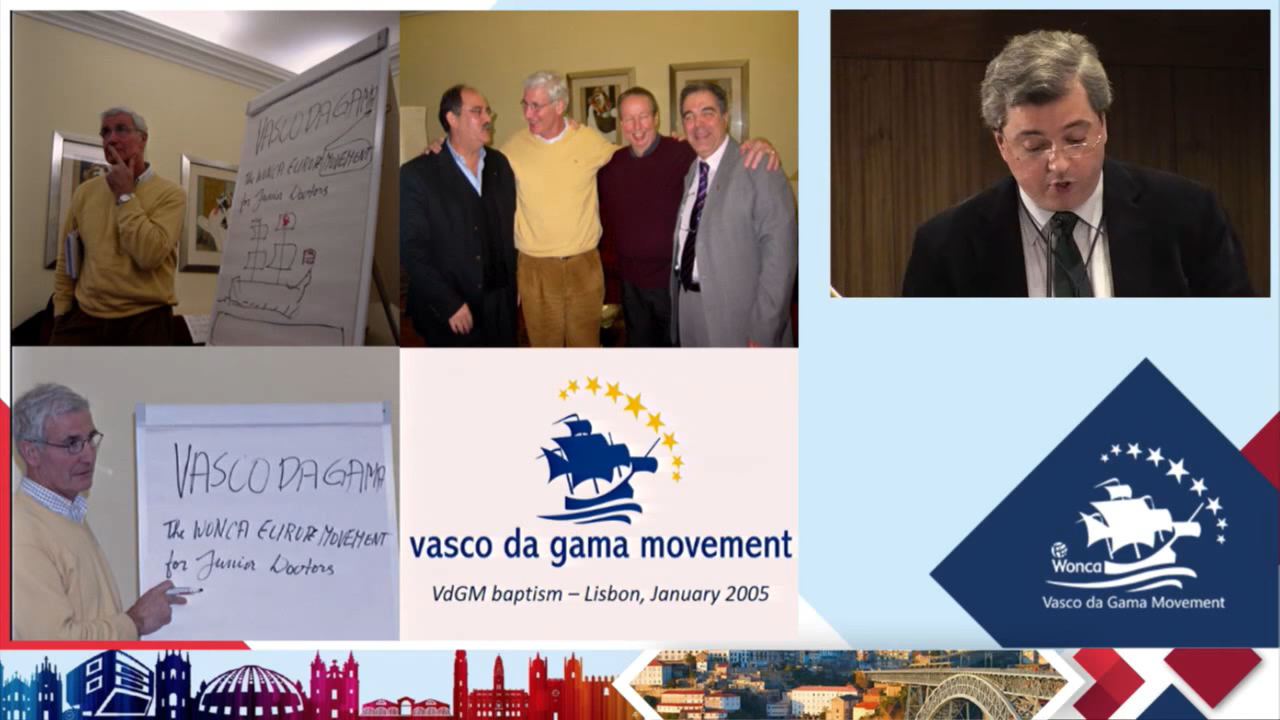 VASCO DA GAMA
The WONCA EUROPE MOVEMENT
for Junior Doctors
VASCO DA GAMA
The WONCA EUROPE MOVEMENT
for Junior Doctors
vasco da gama movement
VdGM baptism – Lisbon, January 2005
Wonca
Vasco da Gama Movement